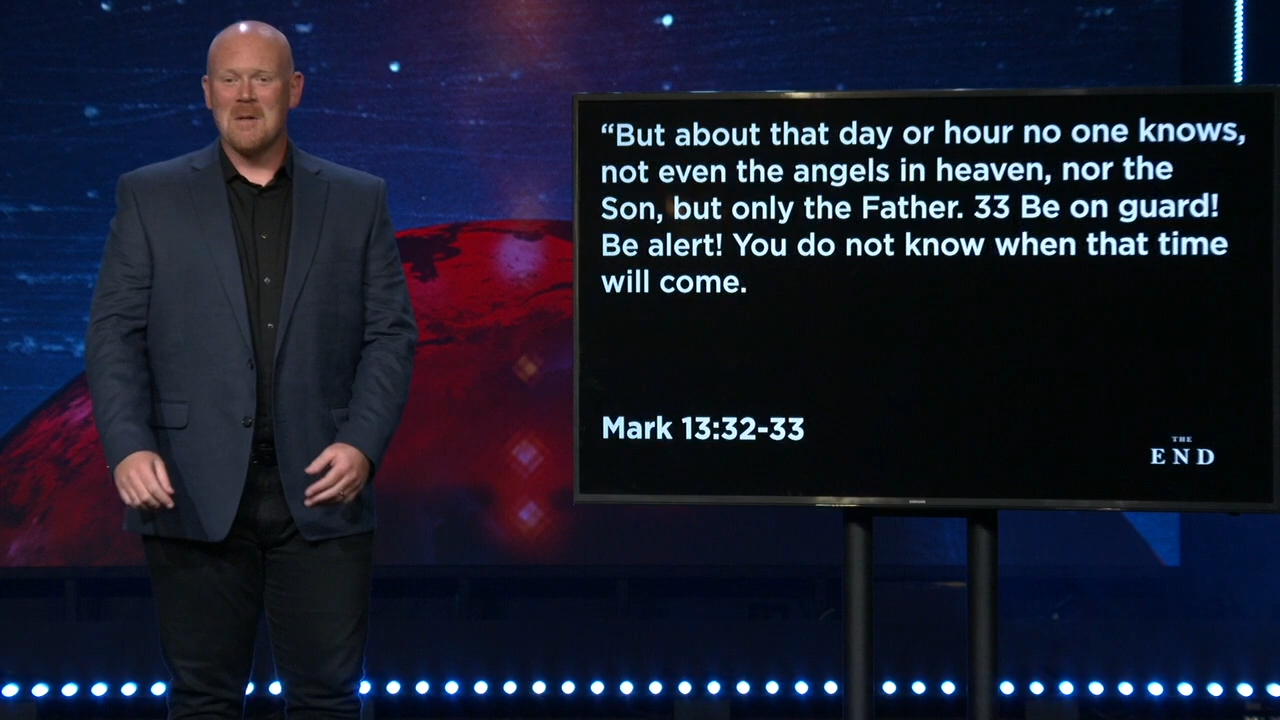 “But about that day or hour no one knows,
not even the angels in heaven, nor the
Son, but only the Father. 33 Be on guard!
Be alert! You do not know when that time
will come.
Mark 13:32-33
THE
END
SAMSUNG